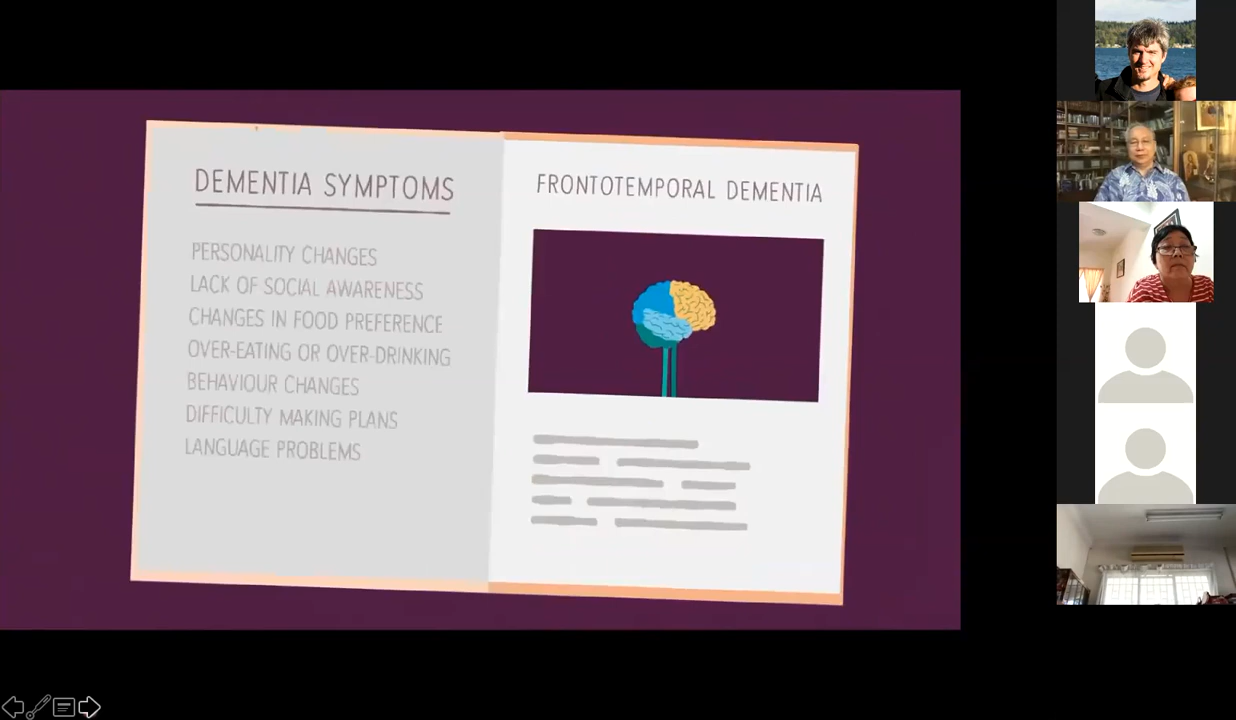 DEMENTIA SYMPTOMS
PERSONALITY CHANGES
LACK OF SOCIAL AWARENESS
CHANGES IN FOOD PREFERENCE
OVER-EATING OR OVER-DRINKING
BEHAVIOUR CHANGES
DIFFICULTY MAKING PLANS
LANGUAGE PROBLEMS
FRONTOTEMPORAL DEMENTIA